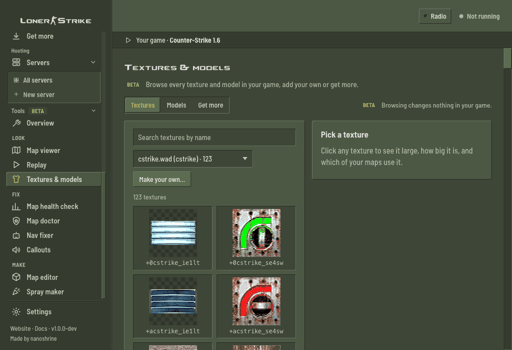 LONER STRIKE
Get more
Hosting
Servers
All servers
+ New server
Tools BETA
Overview
LOOK
Map viewer
Replay
Textures & models
FIX
Map health check
Map doctor
Nav fixer
Callouts
MAKE
Map editor
Spray maker
Settings
Website · Docs · v1.0.0-dev
Made by nanoshrine
Radio
Not running
Your game · Counter-Strike 1.6
TEXTURES & MODELS
BETA Browse every texture and model in your game, add your own or get more.
Textures Models Get more
BETA Browsing changes nothing in your game.
Search textures by name
cstrike.wad (cstrike) · 123
Make your own...
123 textures
+0cstrike_ie1lt
+0cstrike_se4sw
+acstrike_ie1lt
+acstrike_se4sw
Pick a texture
Click any texture to see it large, how big it is, and
which of your maps use it.